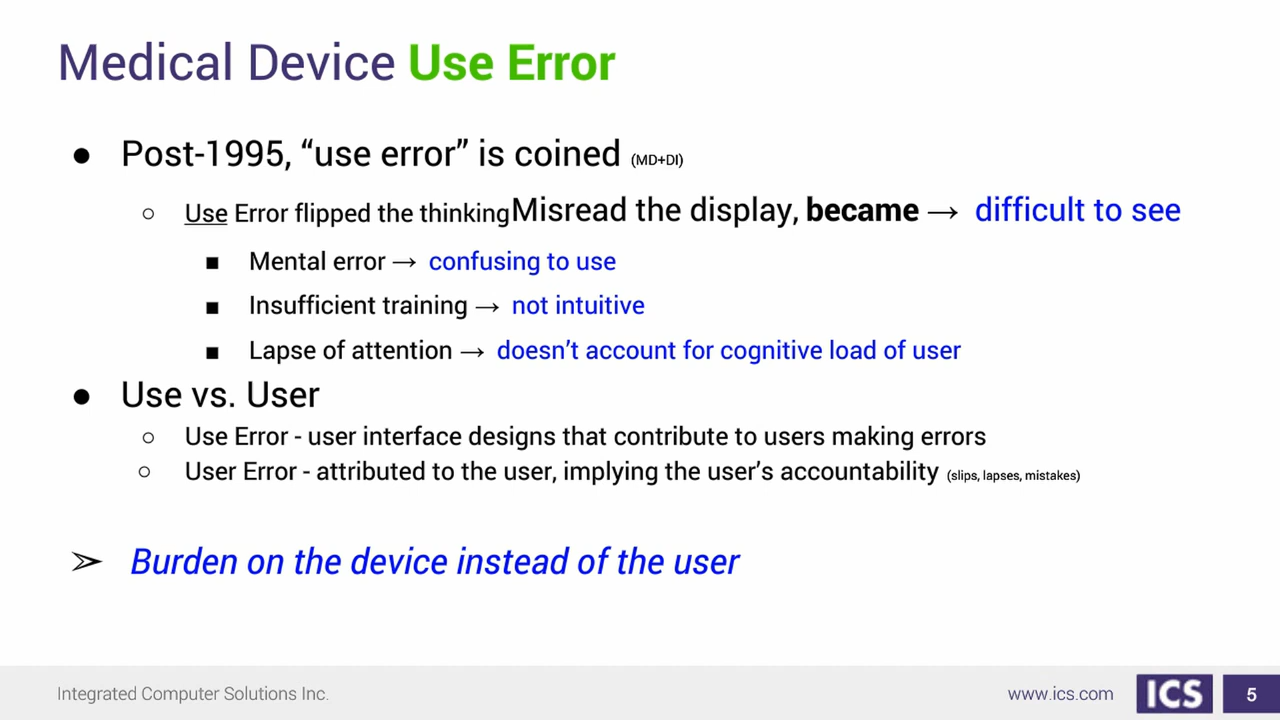 Medical Device Use Error
● Post-1995, “use error” is coined (MD+DI)
○ Use Error flipped the thinkingMisread the display, became → difficult to see
■ Mental error → confusing to use
■ Insufficient training → not intuitive
■ Lapse of attention → doesn’t account for cognitive load of user
● Use vs. User
○ Use Error - user interface designs that contribute to users making errors
○ User Error - attributed to the user, implying the user’s accountability (slips, lapses, mistakes)
➢ Burden on the device instead of the user
Integrated Computer Solutions Inc. www.ics.com ICS 5